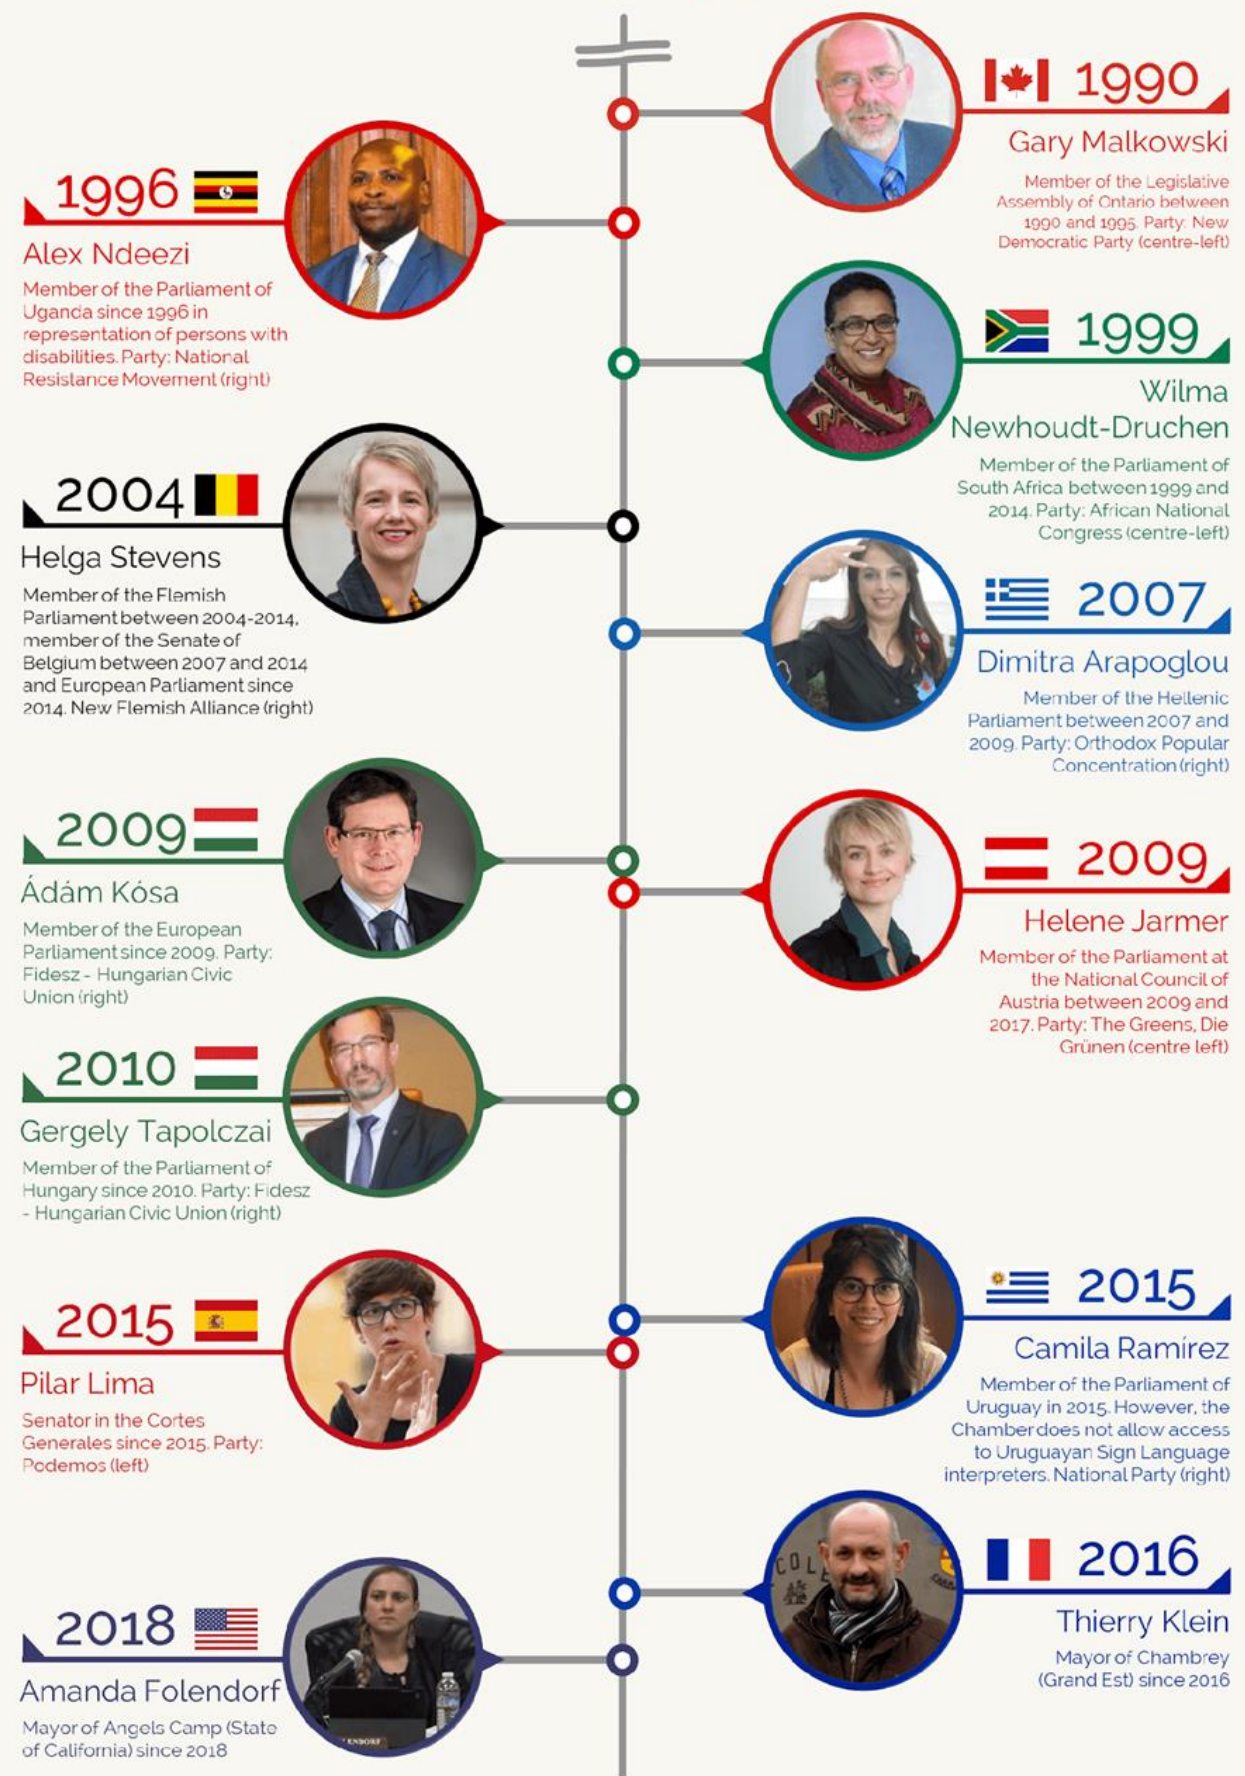 1990
Gary Malkowski
Member of the Legislative
Assembly of Ontario between
1990 and 1995. Party: New
Democratic Party (centre-left)
1996
Alex Ndeezi
Member of the Parliament of
Uganda since 1996 in
representation of persons with
disabilities. Party: National
Resistance Movement (right)
1999
Wilma
Newhoudt-Druchen
Member of the Parliament of
South Africa between 1999 and
2014. Party: African National
Congress (centre-left)
2004
Helga Stevens
Member of the Flemish
Parliament between 2004-2014,
member of the Senate of
Belgium between 2007 and 2014
and European Parliament since
2014. New Flemish Alliance (right)
2007
Dimitra Arapoglou
Member of the Hellenic
Parliament between 2007 and
2009. Party: Orthodox Popular
Concentration (right)
2009
Ádám Kósa
Member of the European
Parliament since 2009. Party:
Fidesz - Hungarian Civic
Union (right)
2009
Helene Jarmer
Member of the Parliament at
the National Council of
Austria between 2009 and
2017. Party: The Greens, Die
Grünen (centre left)
2010
Gergely Tapolczai
Member of the Parliament of
Hungary since 2010. Party: Fidesz
- Hungarian Civic Union (right)
2015
Camila Ramírez
Member of the Parliament of
Uruguay in 2015. However, the
Chamber does not allow access
to Uruguayan Sign Language
interpreters. National Party (right)
2015
Pilar Lima
Senator in the Cortes
Generales since 2015. Party:
Podemos (left)
2016
Thierry Klein
Mayor of Chambrey
(Grand Est) since 2016
COL
2018
Amanda Folendorf
Mayor of Angels Camp (State
of California) since 2018